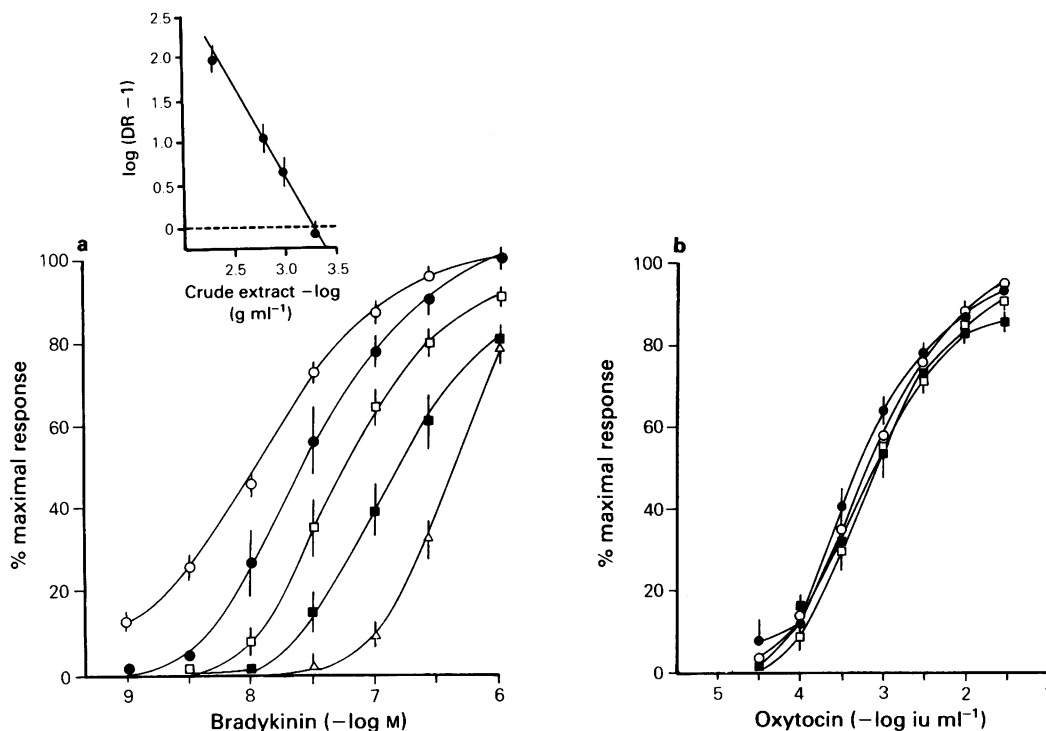 2.5
2.0
1.5
1.0
0.5
0
log (DR – 1)
2.5 3.0 3.5
Crude extract –log
(g ml⁻¹)
a
100
80
60
40
20
0
% maximal response
9 8 7 6
Bradykinin (–log M)
b
100
80
60
40
20
0
% maximal response
5 4 3 2 1
Oxytocin (–log iu ml⁻¹)